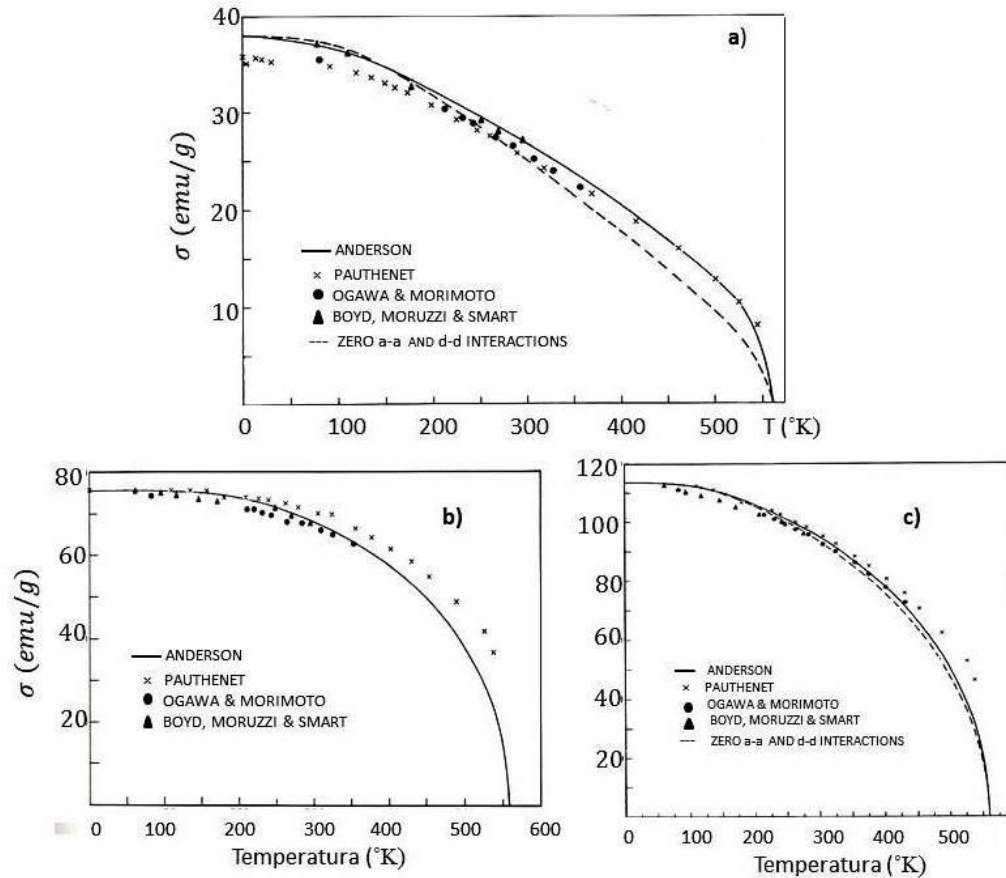 40
a)
30
20
10
σ (emu/g)
ANDERSON
× PAUTHENET
OGAWA & MORIMOTO
BOYD, MORUZZI & SMART
ZERO a-a AND d-d INTERACTIONS
0 100 200 300 400 500 T (°K)
80
b)
60
40
20
σ (emu/g)
ANDERSON
× PAUTHENET
OGAWA & MORIMOTO
BOYD, MORUZZI & SMART
0 100 200 300 400 500 600
Temperatura (°K)
120
c)
100
80
60
40
20
ANDERSON
× PAUTHENET
OGAWA & MORIMOTO
BOYD, MORUZZI & SMART
ZERO a-a AND d-d INTERACTIONS
0 100 200 300 400 500
Temperatura (°K)